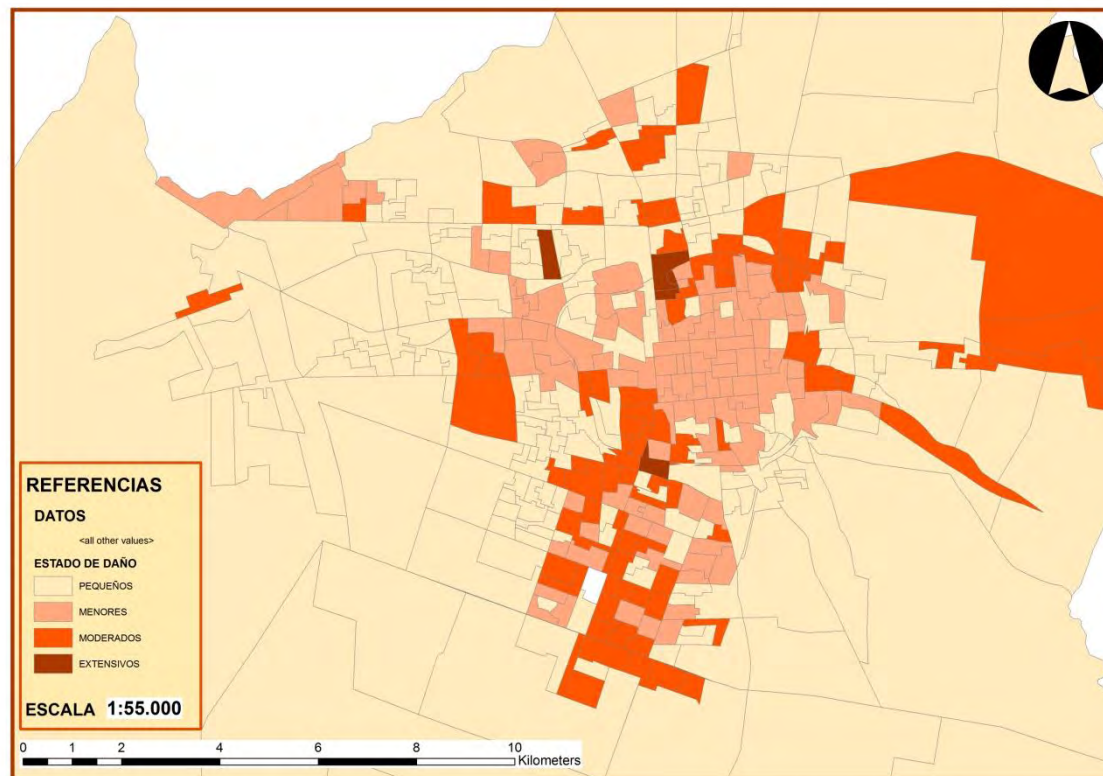 REFERENCIAS
DATOS
<all other values>
ESTADO DE DAÑO
PEQUEÑOS
MENORES
MODERADOS
EXTENSIVOS
ESCALA 1:55.000
0 1 2 4 6 8 10
Kilometers